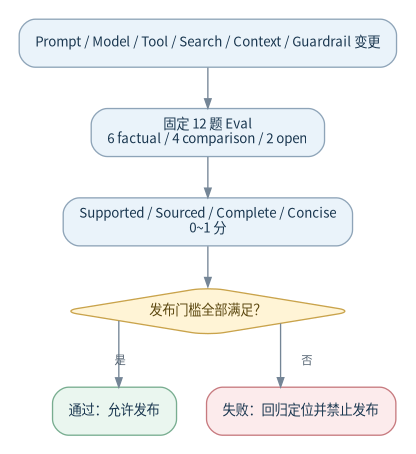 Prompt / Model / Tool / Search / Context / Guardrail 变更
固定 12 题 Eval
6 factual / 4 comparison / 2 open
Supported / Sourced / Complete / Concise
0~1 分
发布门槛全部满足?
是
否
通过：允许发布
失败：回归定位并禁止发布